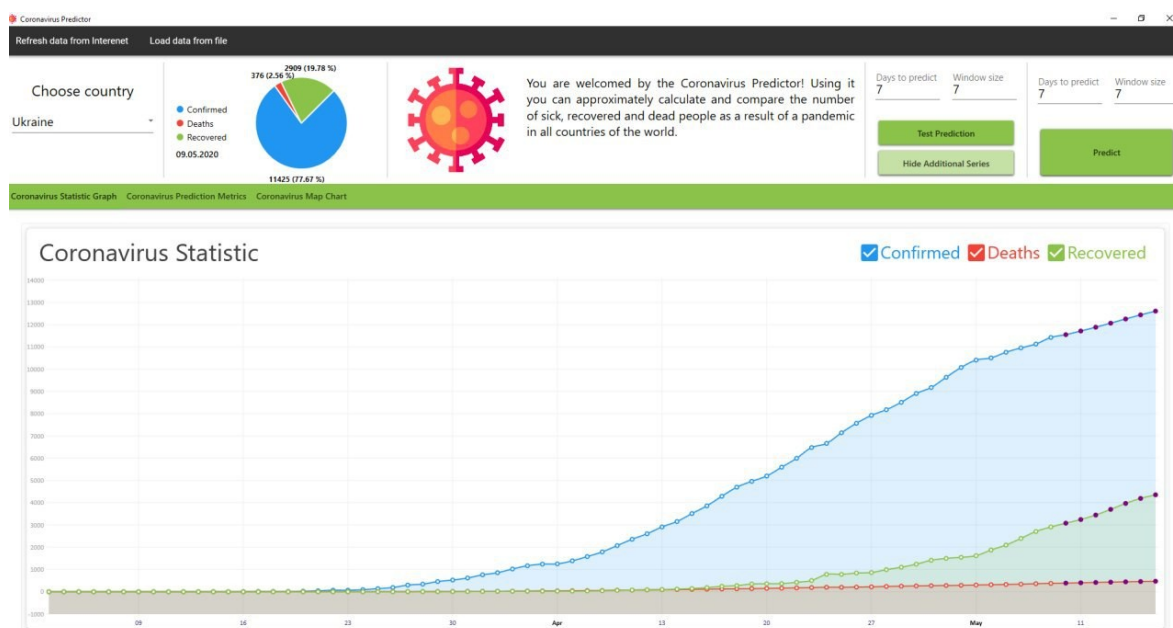 Coronavirus Predictor
Refresh data from Interenet Load data from file
Choose country
Ukraine
2909 (19.78 %)
376 (2.56 %)
Confirmed
Deaths
Recovered
09.05.2020
11425 (77.67 %)
You are welcomed by the Coronavirus Predictor! Using it
you can approximately calculate and compare the number
of sick, recovered and dead people as a result of a pandemic
in all countries of the world.
Days to predict Window size
7 7
Test Prediction
Hide Additional Series
Days to predict Window size
7 7
Predict
Coronavirus Statistic Graph Coronavirus Prediction Metrics Coronavirus Map Chart
Coronavirus Statistic
Confirmed Deaths Recovered
14000
13000
12000
11000
10000
9000
8000
7000
6000
5000
4000
3000
2000
1000
0
-1000
09 16 23 30 Apr 13 20 27 May 11